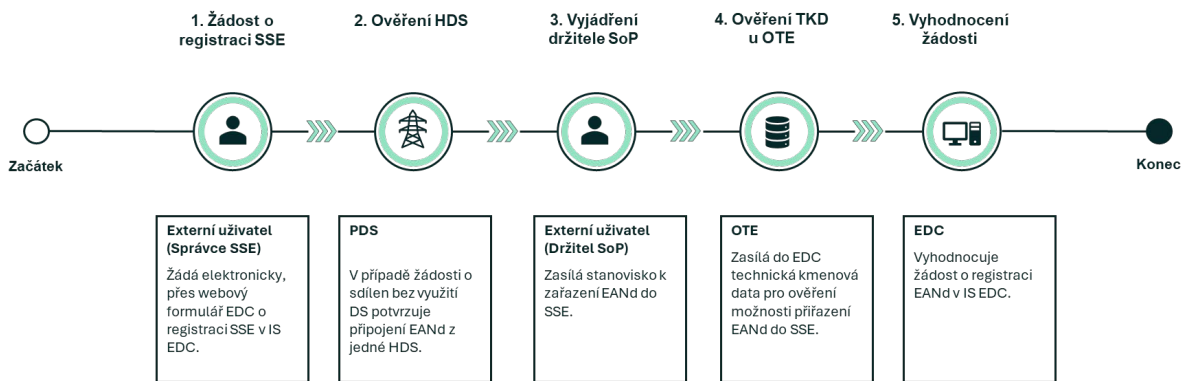 1. Žádost o
registraci SSE
2. Ověření HDS
3. Vyjádření
držitele SoP
4. Ověření TKD
u OTE
5. Vyhodnocení
žádosti
Začátek
Konec
Externí uživatel
(Správce SSE)
Žádá elektronicky,
přes webový
formulář EDC o
registraci SSE v IS
EDC.
PDS
V případě žádosti o
sdílen bez využití
DS potvrzuje
připojení EANd z
jedné HDS.
Externí uživatel
(Držitel SoP)
Zasílá stanovisko k
zařazení EANd do
SSE.
OTE
Zasílá do EDC
technická kmenová
data pro ověření
možnosti přiřazení
EANd do SSE.
EDC
Vyhodnocuje
žádost o registraci
EANd v IS EDC.